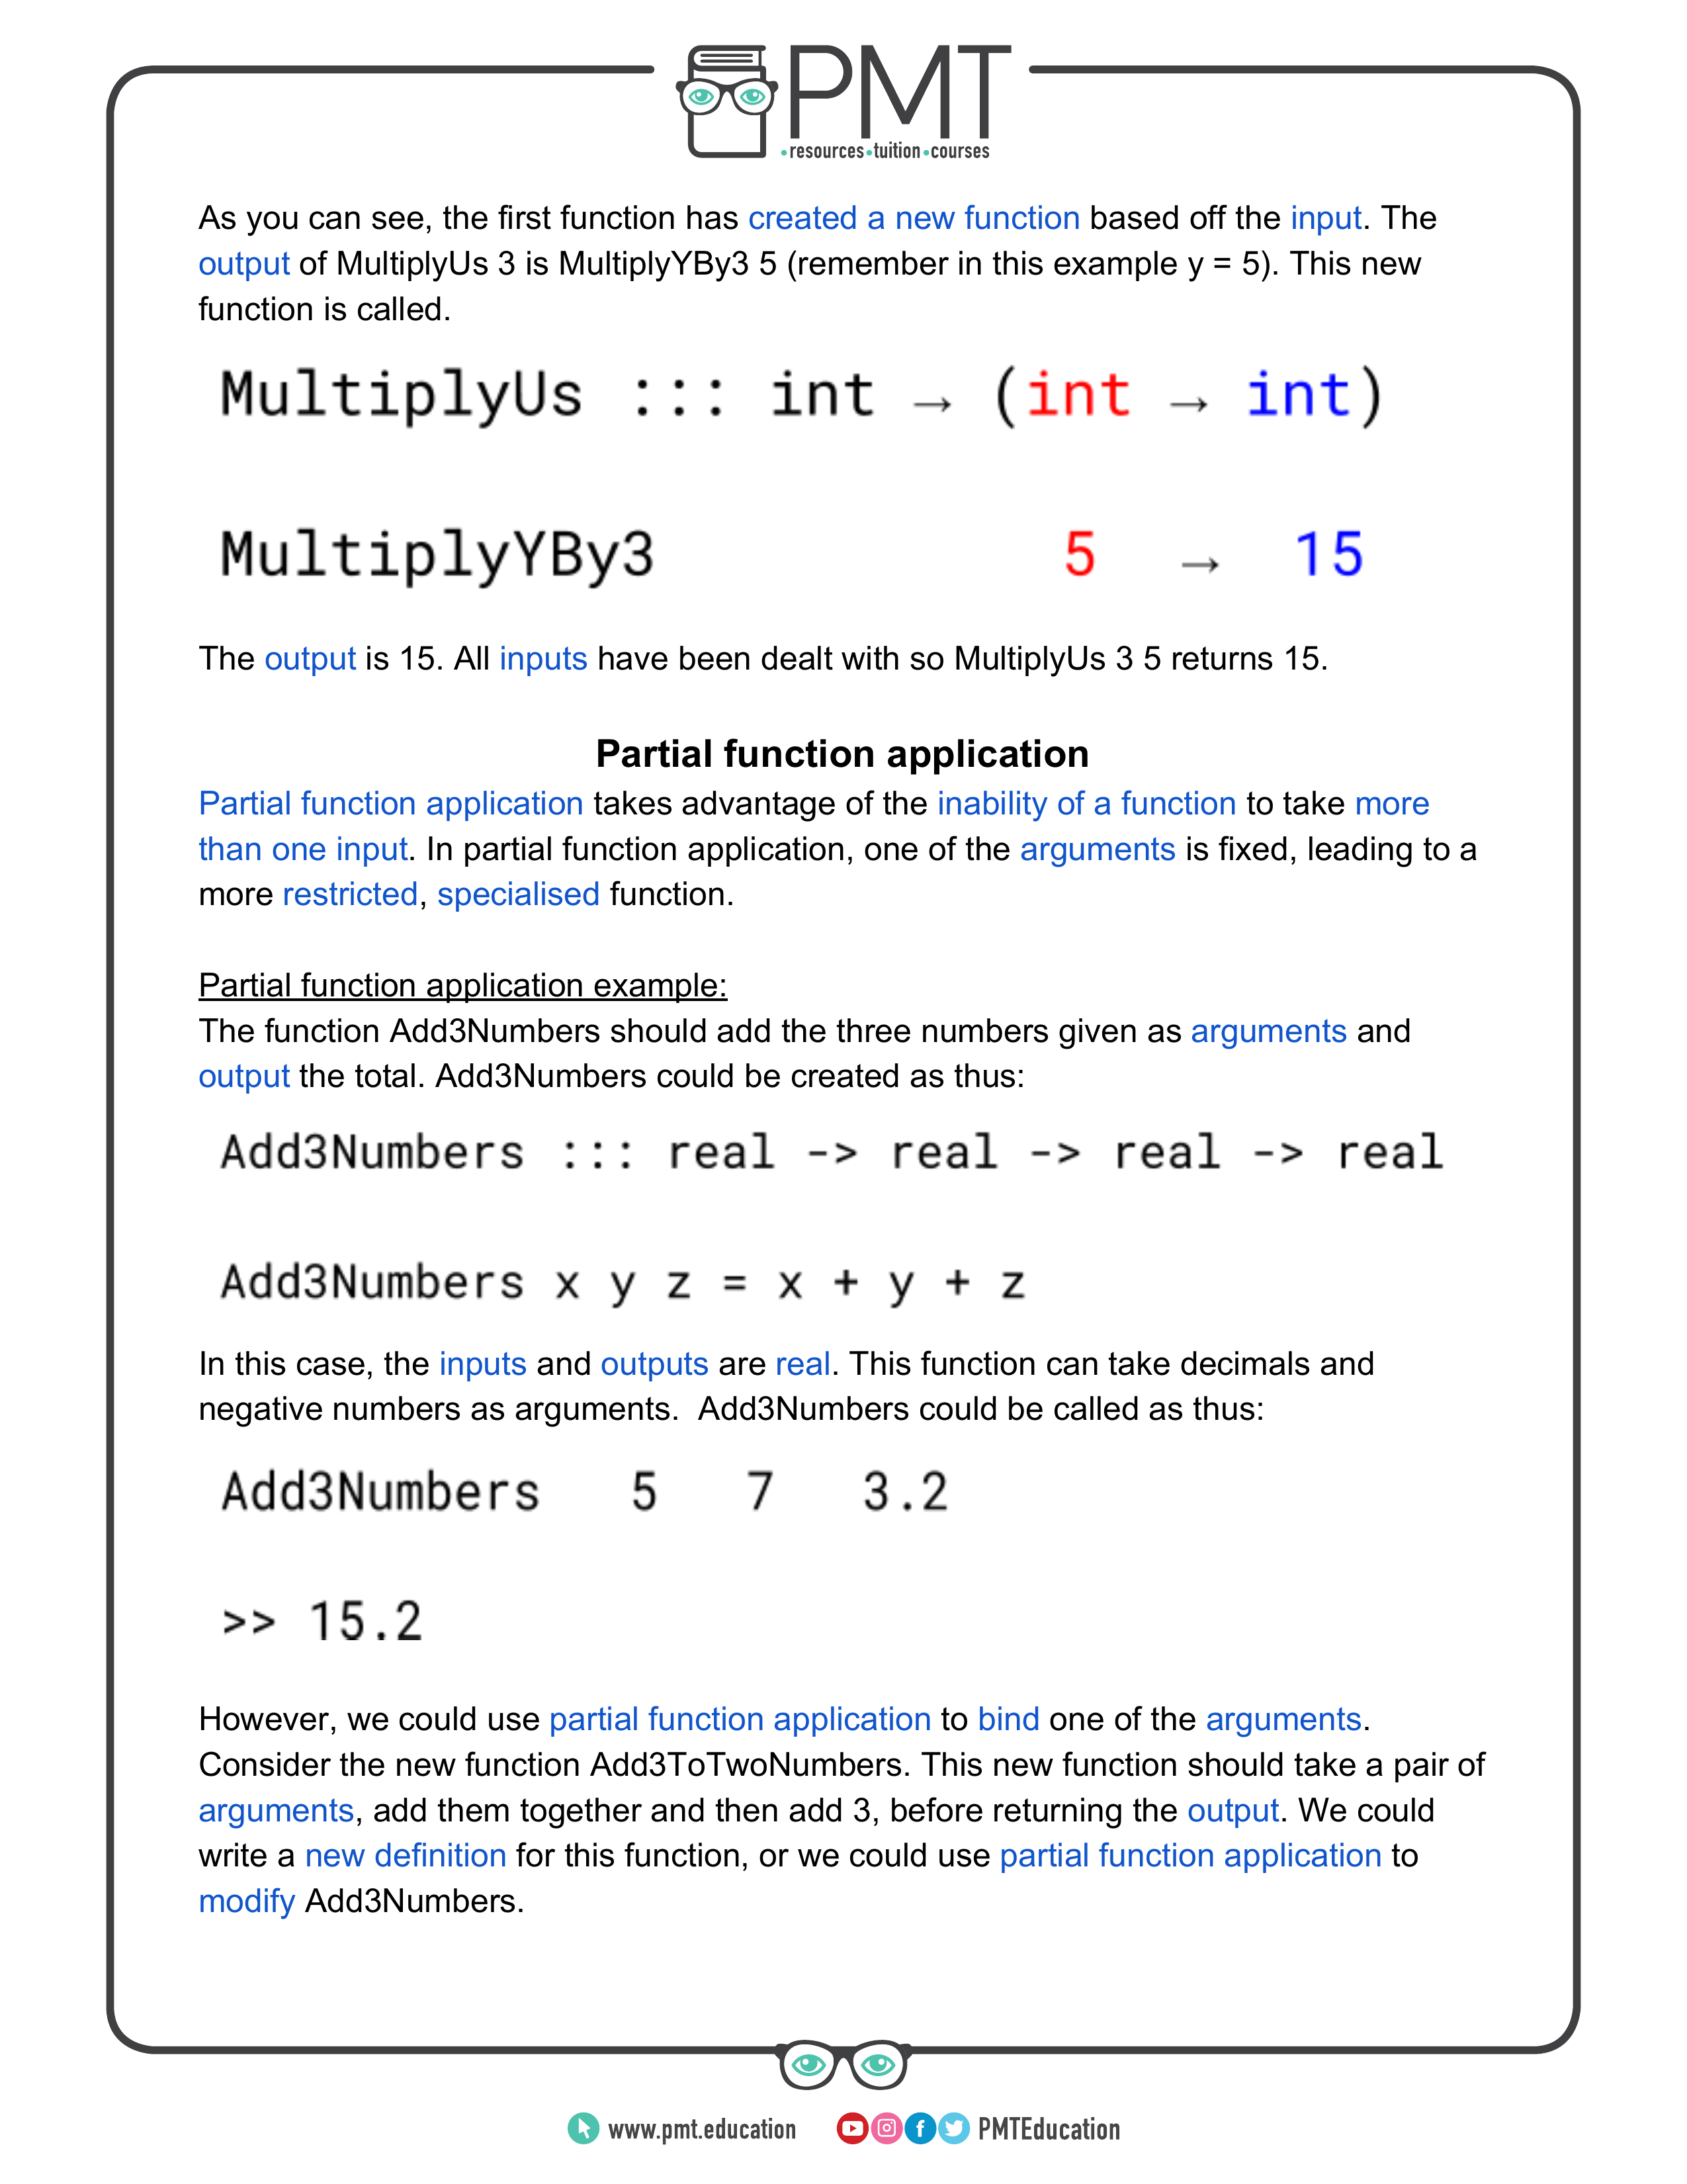 PMT
•resources•tuition•courses
As you can see, the first function has created a new function based off the input. The
output of MultiplyUs 3 is MultiplyYBy3 5 (remember in this example y = 5). This new
function is called.
MultiplyUs ::: int → (int → int)
MultiplyYBy3 5 → 15
The output is 15. All inputs have been dealt with so MultiplyUs 3 5 returns 15.
Partial function application
Partial function application takes advantage of the inability of a function to take more
than one input. In partial function application, one of the arguments is fixed, leading to a
more restricted, specialised function.
Partial function application example:
The function Add3Numbers should add the three numbers given as arguments and
output the total. Add3Numbers could be created as thus:
Add3Numbers ::: real -> real -> real -> real
Add3Numbers x y z = x + y + z
In this case, the inputs and outputs are real. This function can take decimals and
negative numbers as arguments. Add3Numbers could be called as thus:
Add3Numbers 5 7 3.2
>> 15.2
However, we could use partial function application to bind one of the arguments.
Consider the new function Add3ToTwoNumbers. This new function should take a pair of
arguments, add them together and then add 3, before returning the output. We could
write a new definition for this function, or we could use partial function application to
modify Add3Numbers.
www.pmt.education PMTEducation